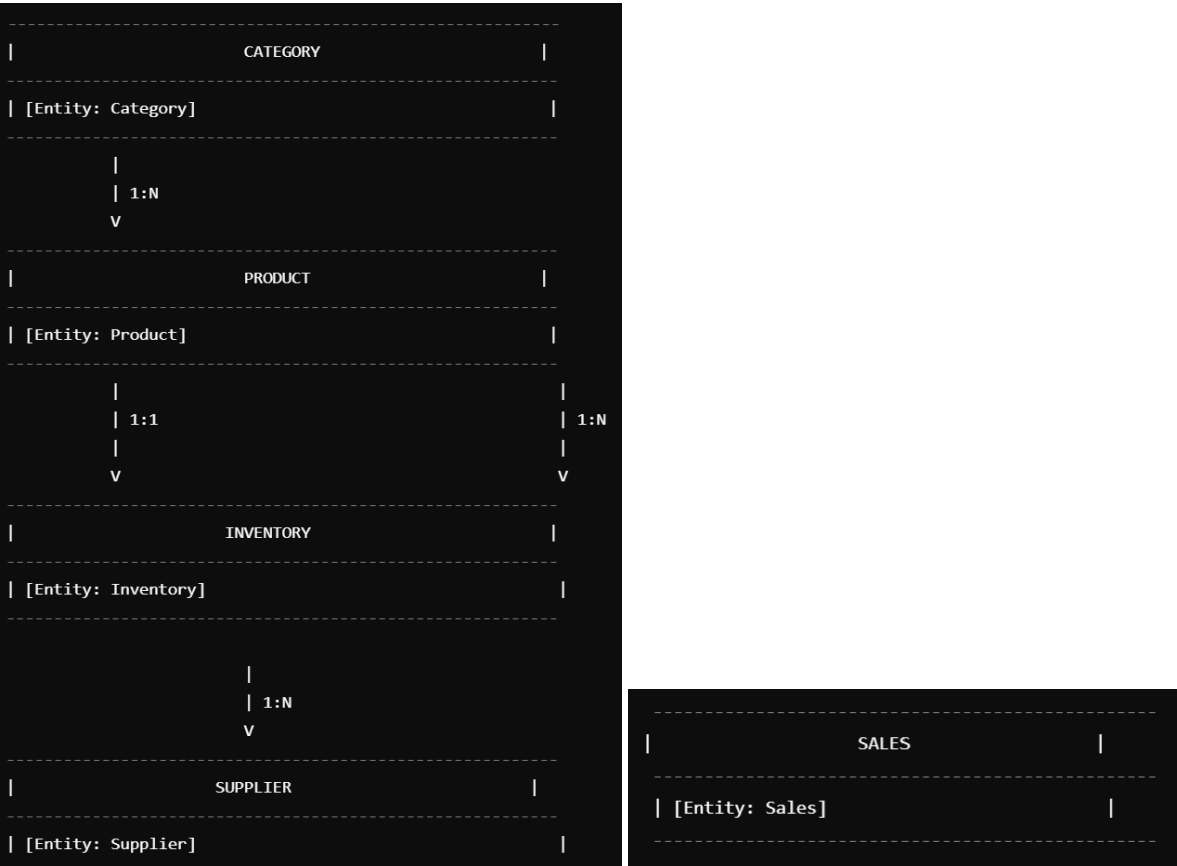 CATEGORY
[Entity: Category]
1:N
PRODUCT
[Entity: Product]
1:1 1:N
INVENTORY
[Entity: Inventory]
1:N
SUPPLIER
[Entity: Supplier]
SALES
[Entity: Sales]